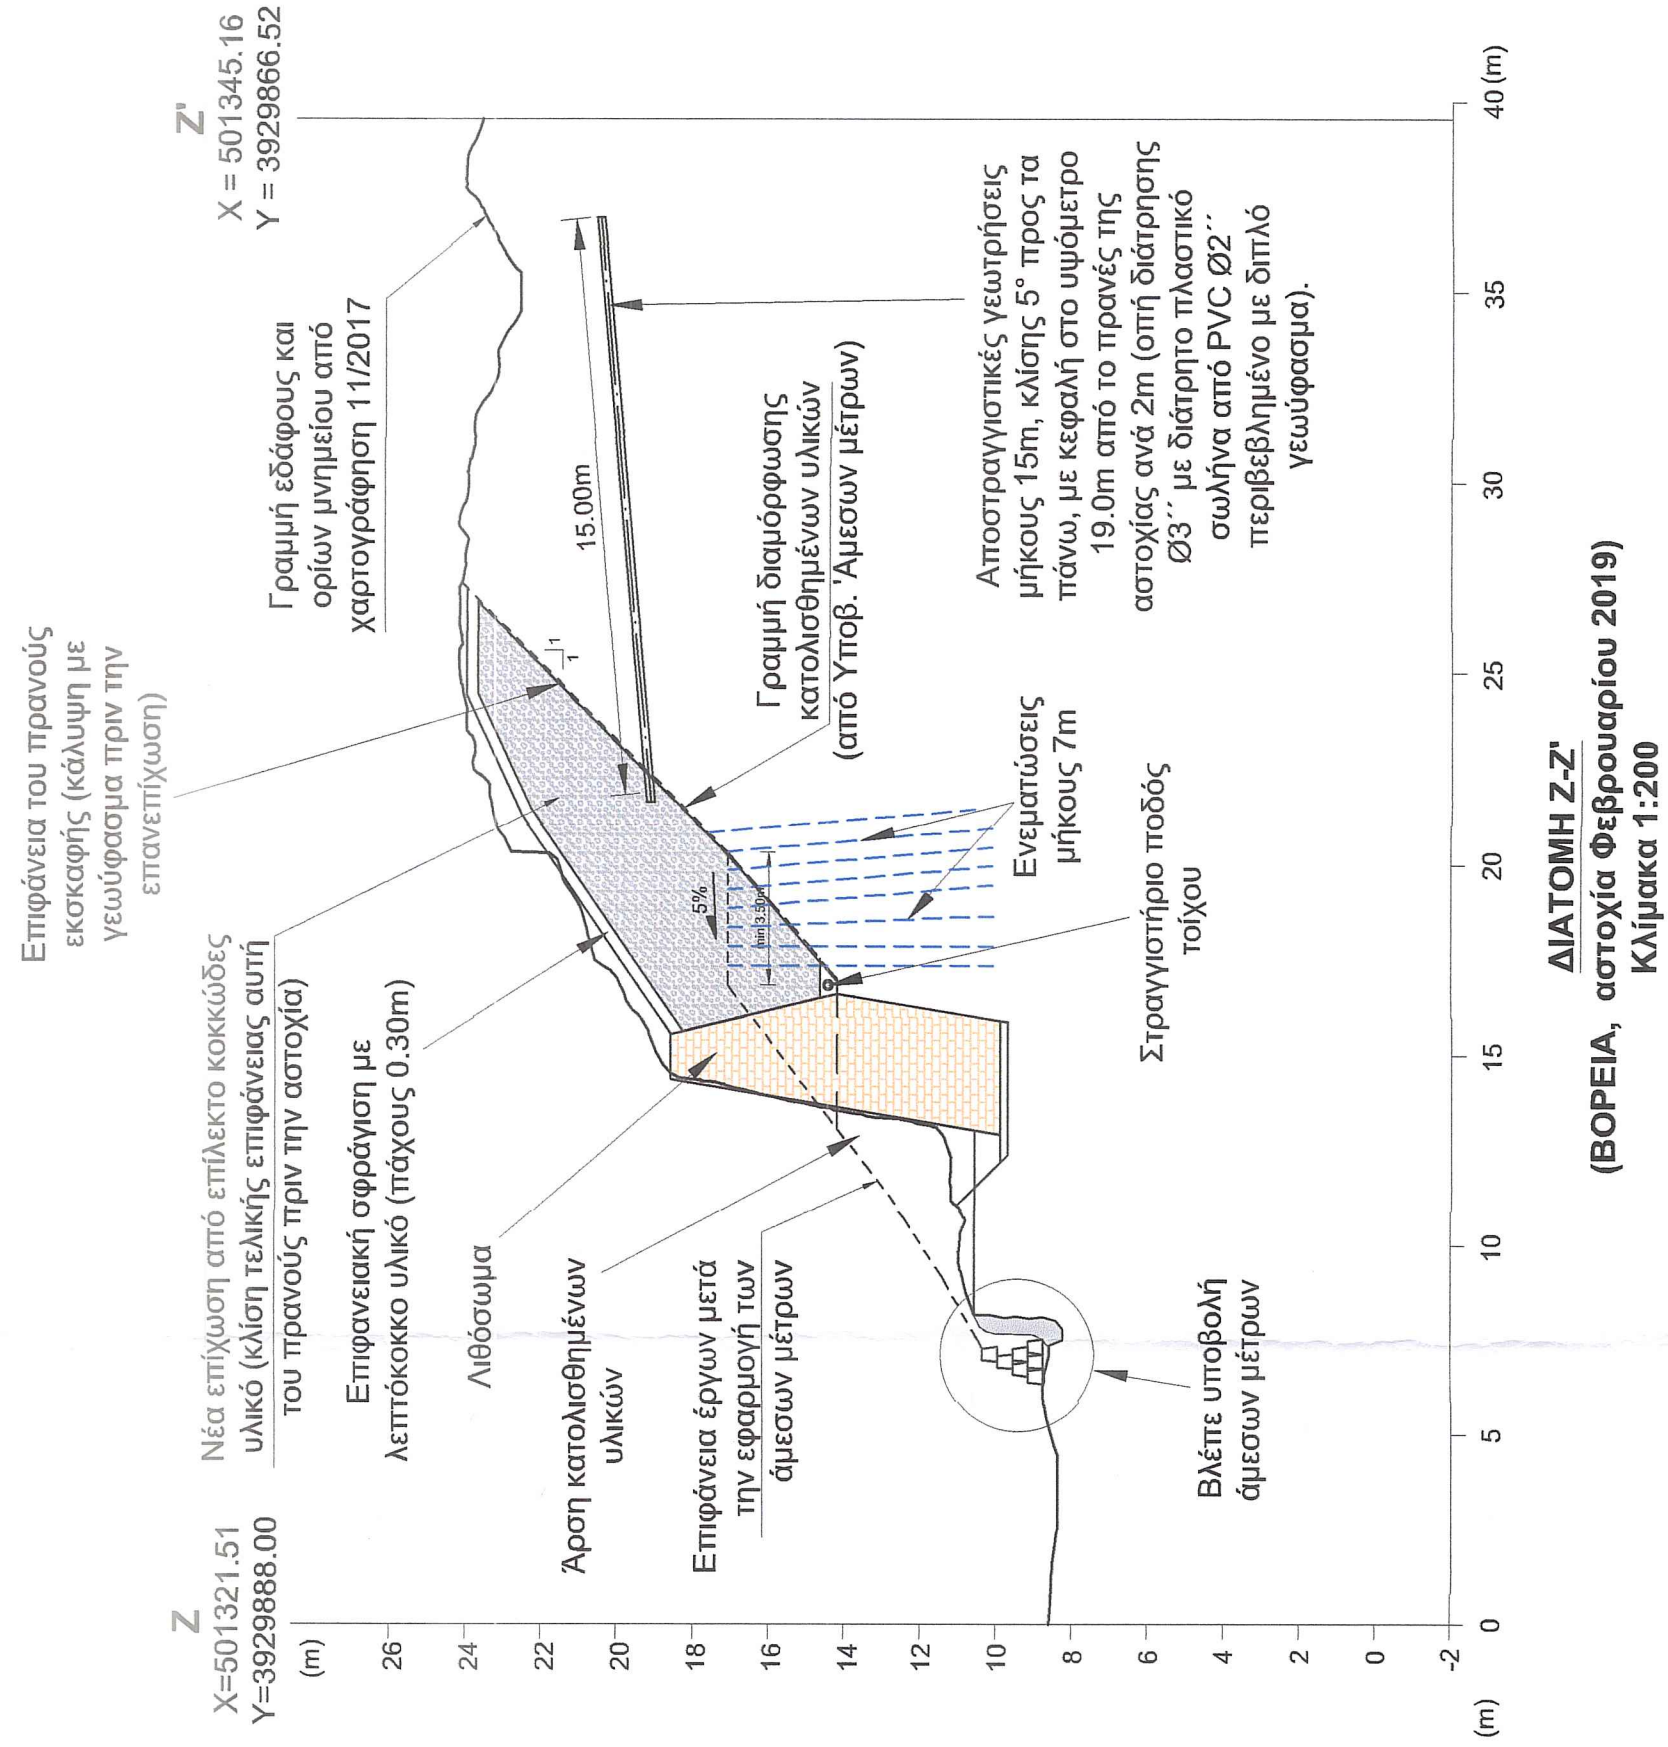 Z
X=501321.51
Y=3929888.00
Z'
X = 501345.16
Y = 3929866.52
Επιφάνεια του πρανούς
εκσκαφής (κάλυψη με
γεωύφασμα πριν την
επανεπίχωση)
Νέα επίχωση από επίλεκτο κοκκώδες
υλικό (κλίση τελικής επιφάνειας αυτή
του πρανούς πριν την αστοχία)
Γραμμή εδάφους και
ορίων μνημείου από
χαρτογράφηση 11/2017
Επιφανειακή σφράγιση με
λεπτόκοκκο υλικό (πάχους 0.30m)
Λιθόσωμα
Άρση κατολισθημένων
υλικών
Επιφάνεια έργων μετά
την εφαρμογή των
άμεσων μέτρων
1
1
15.00m
5%
min 3.50m
Γραμμή διαμόρφωσης
κατολισθημένων υλικών
(από Υποβ. 'Αμεσων μέτρων)
Αποστραγγιστικές γεωτρήσεις
μήκους 15m, κλίσης 5° προς τα
πάνω, με κεφαλή στο υψόμετρο
19.0m από το πρανές της
αστοχίας ανά 2m (οπή διάτρησης
Ø3΄΄ με διάτρητο πλαστικό
σωλήνα από PVC Ø2΄΄
περιβεβλημένο με διπλό
γεωύφασμα).
Ενεματώσεις
μήκους 7m
Στραγγιστήριο ποδός
τοίχου
Βλέπε υποβολή
άμεσων μέτρων
(m)
26
24
22
20
18
16
14
12
10
8
6
4
2
0
-2
(m)
0
5
10
15
20
25
30
35
40 (m)
ΔΙΑΤΟΜΗ Ζ-Ζ'
(ΒΟΡΕΙΑ, αστοχία Φεβρουαρίου 2019)
Κλίμακα 1:200